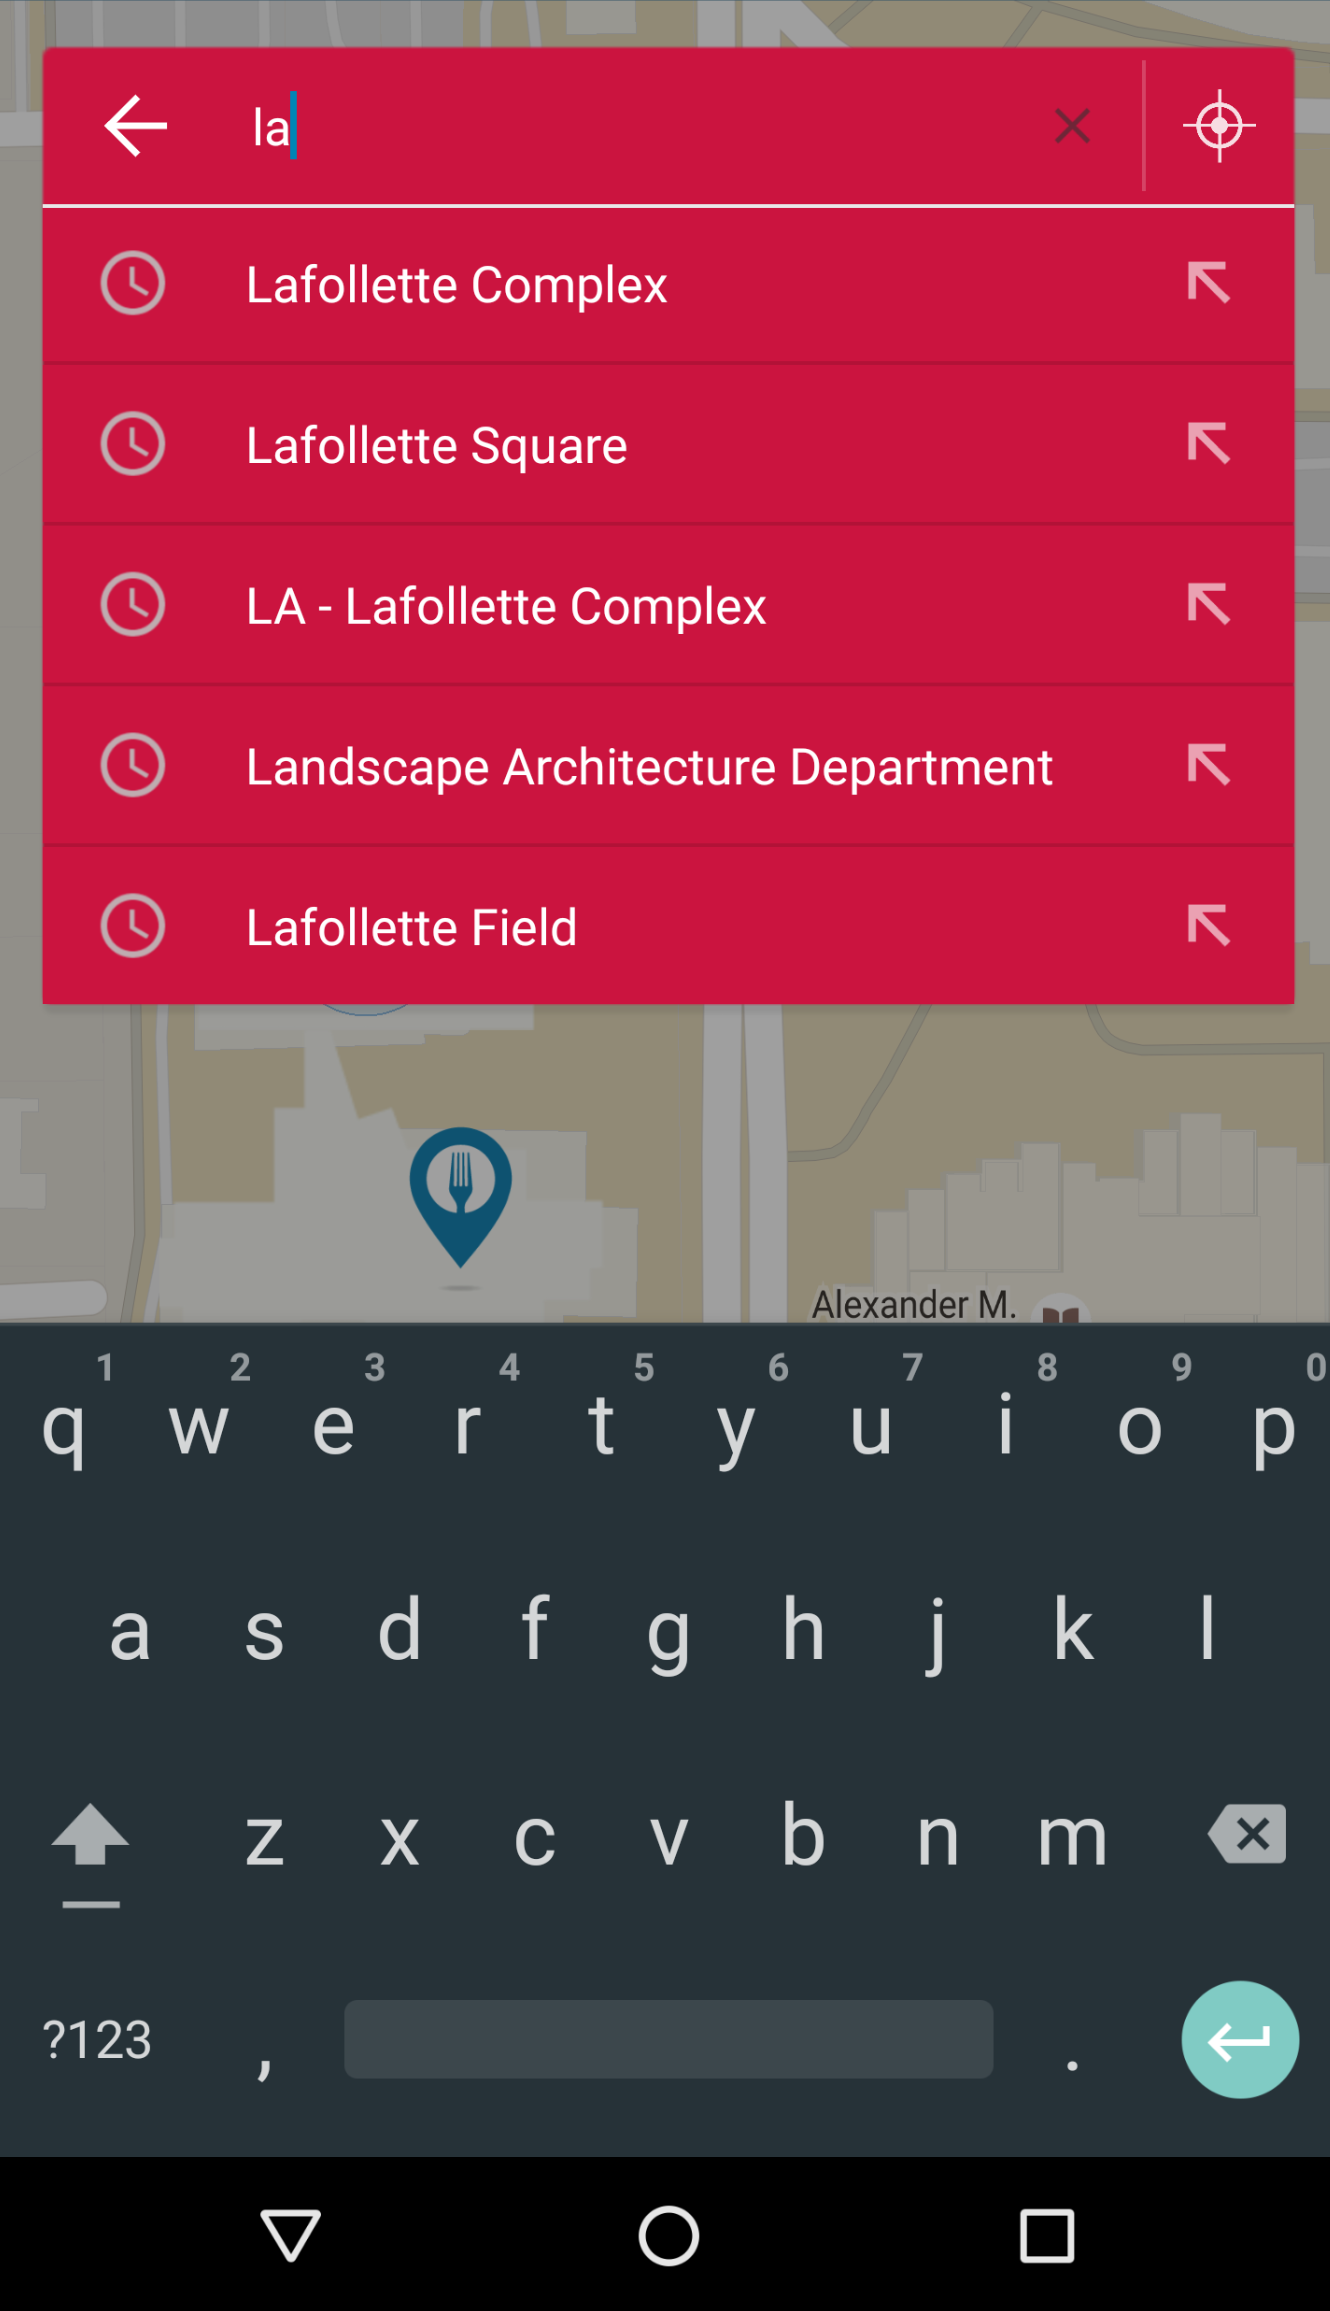 la
Lafollette Complex
Lafollette Square
LA - Lafollette Complex
Landscape Architecture Department
Lafollette Field
Alexander M.
1 2 3 4 5 6 7 8 9 0
q w e r t y u i o p
a s d f g h j k l
z x c v b n m
?123 , .